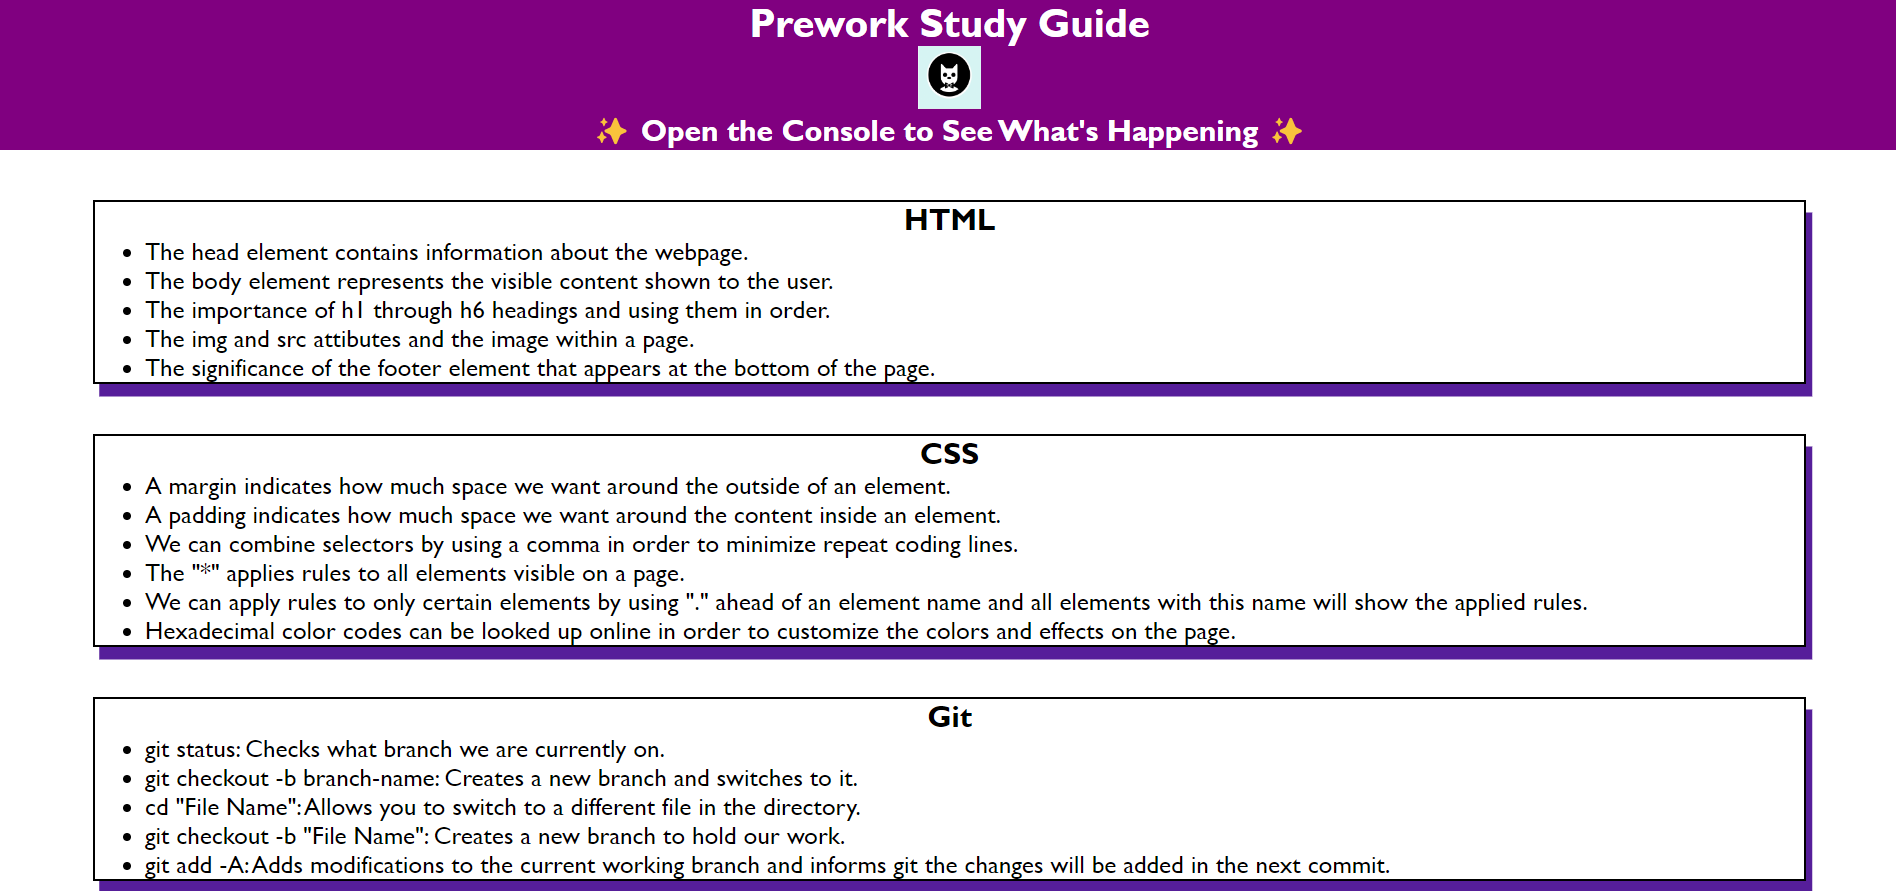 Prework Study Guide
✨ Open the Console to See What's Happening ✨
HTML
• The head element contains information about the webpage.
• The body element represents the visible content shown to the user.
• The importance of h1 through h6 headings and using them in order.
• The img and src attibutes and the image within a page.
• The significance of the footer element that appears at the bottom of the page.
CSS
• A margin indicates how much space we want around the outside of an element.
• A padding indicates how much space we want around the content inside an element.
• We can combine selectors by using a comma in order to minimize repeat coding lines.
• The "*" applies rules to all elements visible on a page.
• We can apply rules to only certain elements by using "." ahead of an element name and all elements with this name will show the applied rules.
• Hexadecimal color codes can be looked up online in order to customize the colors and effects on the page.
Git
• git status: Checks what branch we are currently on.
• git checkout -b branch-name: Creates a new branch and switches to it.
• cd "File Name": Allows you to switch to a different file in the directory.
• git checkout -b "File Name": Creates a new branch to hold our work.
• git add -A: Adds modifications to the current working branch and informs git the changes will be added in the next commit.